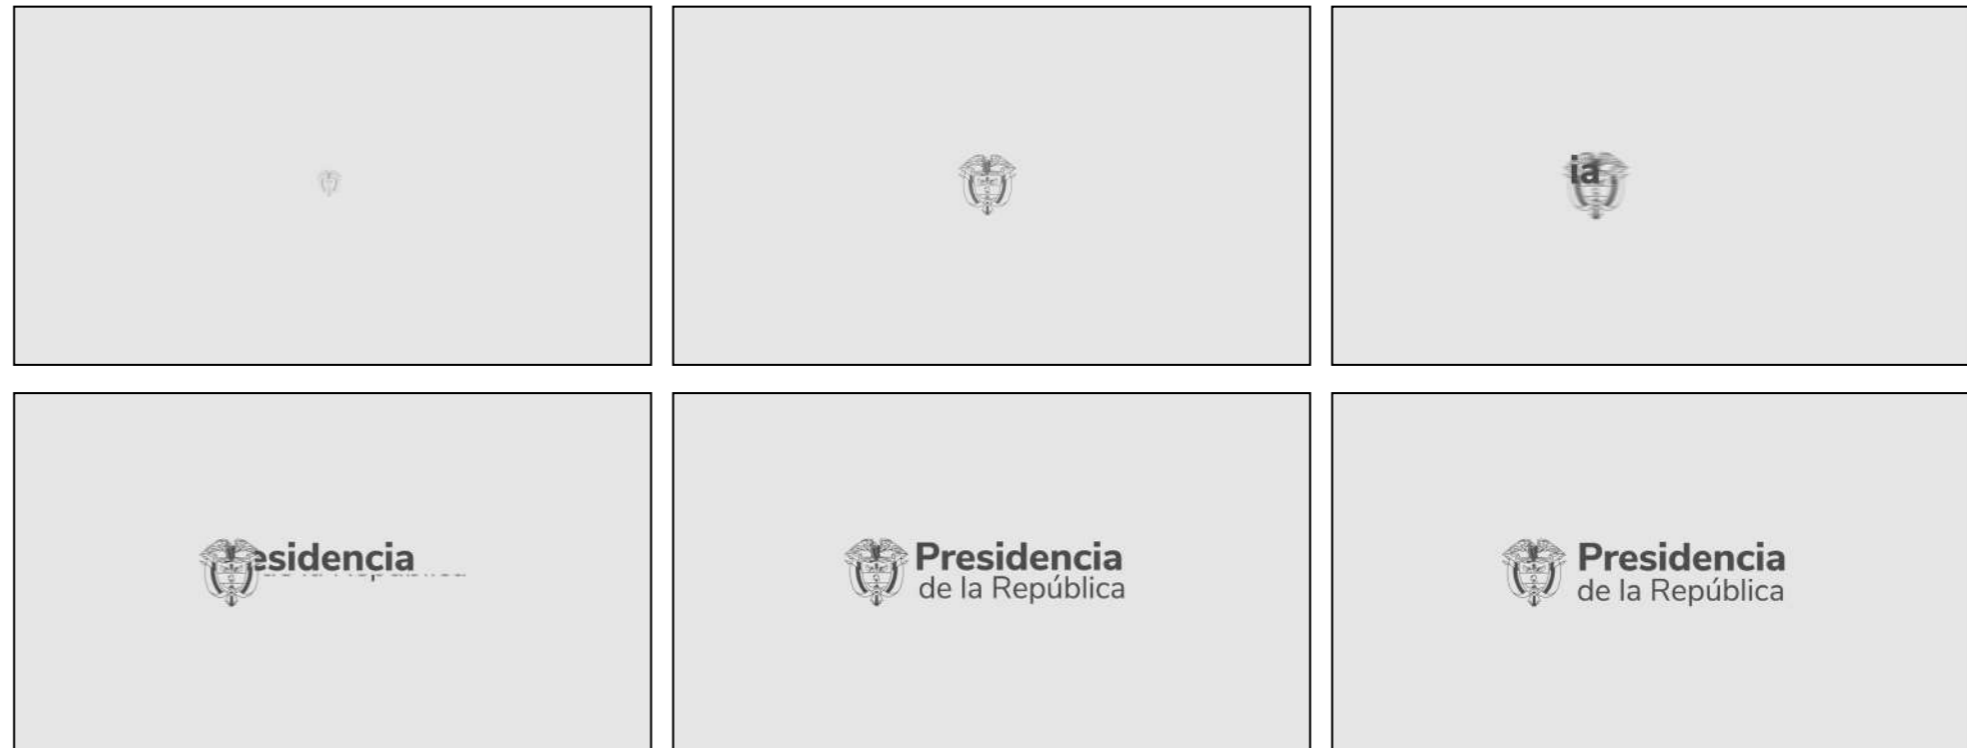 ia
esidencia
Presidencia
de la República
Presidencia
de la República